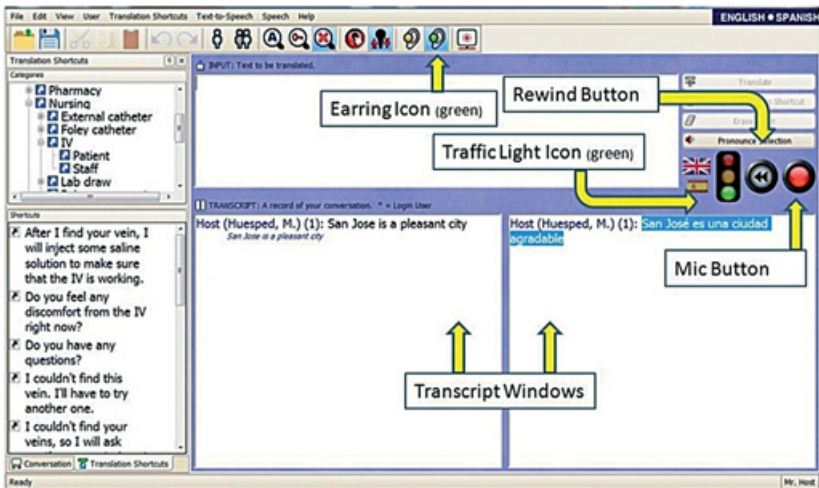 File Edit View User Translation Shortcuts Text-to-Speech Speech Help
ENGLISH • SPANISH
Translation Shortcuts
Categories
Pharmacy
Nursing
External catheter
Foley catheter
IV
Patient
Staff
Lab draw
Shortcuts
After I find your vein, I
will inject some saline
solution to make sure
that the IV is working.
Do you feel any
discomfort from the IV
right now?
Do you have any
questions?
I couldn't find this
vein. I'll have to try
another one.
I couldn't find your
veins, so I will ask
Conversation Translation Shortcuts
INPUT: Text to be translated.
Earring Icon (green)
Rewind Button
Traffic Light Icon (green)
Translate
Shortcut
Pronounce Selection
TRANSCRIPT: A record of your conversation. * = Login User
Host (Huesped, M.) (1): San Jose is a pleasant city
San Jose is a pleasant city
Host (Huesped, M.) (1): San José es una ciudad
agradable
Mic Button
Transcript Windows
Ready
Mr. Host